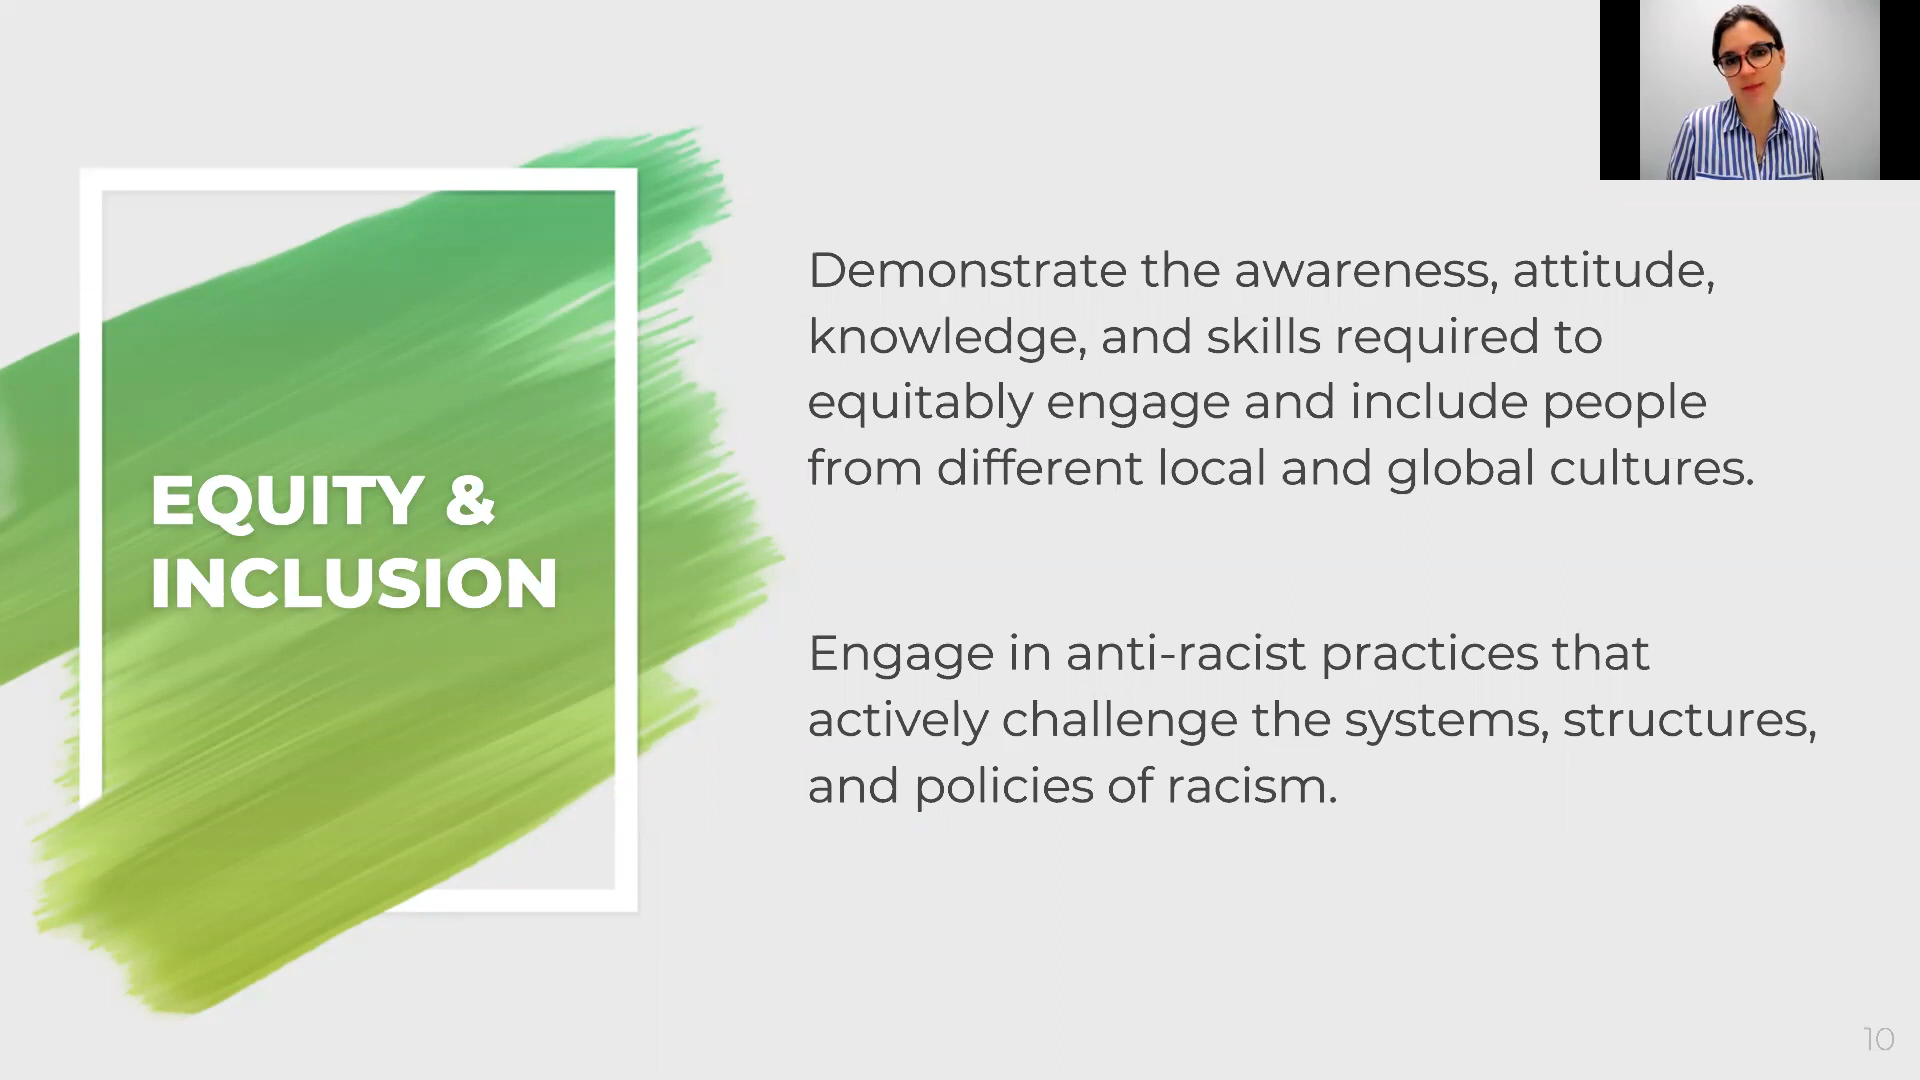 EQUITY &
INCLUSION
Demonstrate the awareness, attitude,
knowledge, and skills required to
equitably engage and include people
from different local and global cultures.
Engage in anti-racist practices that
actively challenge the systems, structures,
and policies of racism.
10